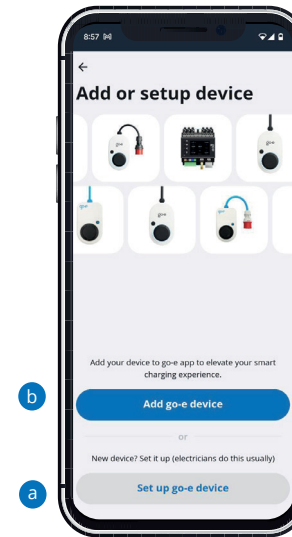 8:57
←
Add or setup device
Add your device to go-e app to elevate your smart
charging experience.
b
Add go-e device
or
New device? Set it up (electricians do this usually)
a
Set up go-e device